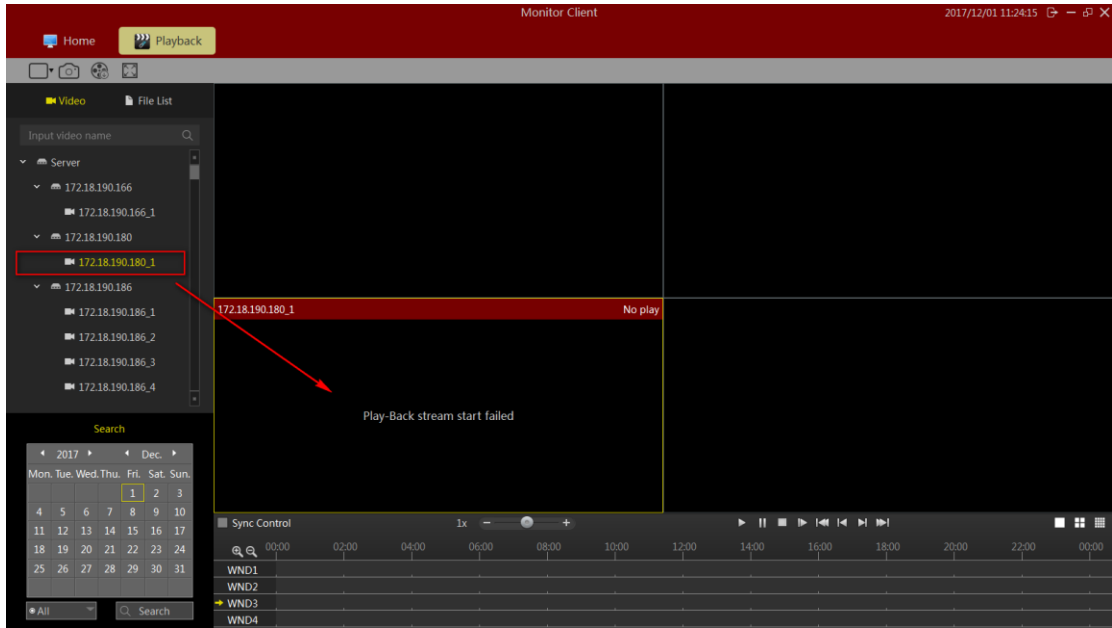 Monitor Client
2017/12/01 11:24:15
Home
Playback
Video
File List
Input video name
Server
172.18.190.166
172.18.190.166_1
172.18.190.180
172.18.190.180_1
172.18.190.186
172.18.190.186_1
172.18.190.186_2
172.18.190.186_3
172.18.190.186_4
172.18.190.180_1 No play
Play-Back stream start failed
Search
2017 Dec.
Mon. Tue. Wed. Thu. Fri. Sat. Sun.
1 2 3
4 5 6 7 8 9 10
11 12 13 14 15 16 17
18 19 20 21 22 23 24
25 26 27 28 29 30 31
All Search
Sync Control 1x
00:00 02:00 04:00 06:00 08:00 10:00 12:00 14:00 16:00 18:00 20:00 22:00 00:00
WND1
WND2
WND3
WND4